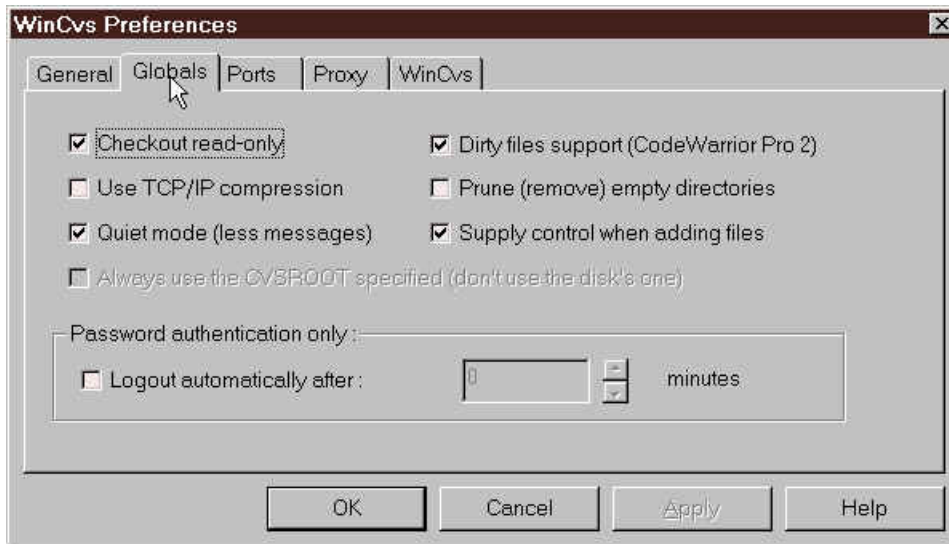 WinCvs Preferences
General Globals Ports Proxy WinCvs
Checkout read-only Dirty files support (CodeWarrior Pro 2)
Use TCP/IP compression Prune (remove) empty directories
Quiet mode (less messages) Supply control when adding files
Always use the CVSROOT specified (don't use the disk's one)
Password authentication only :
Logout automatically after : 0 minutes
OK Cancel Apply Help